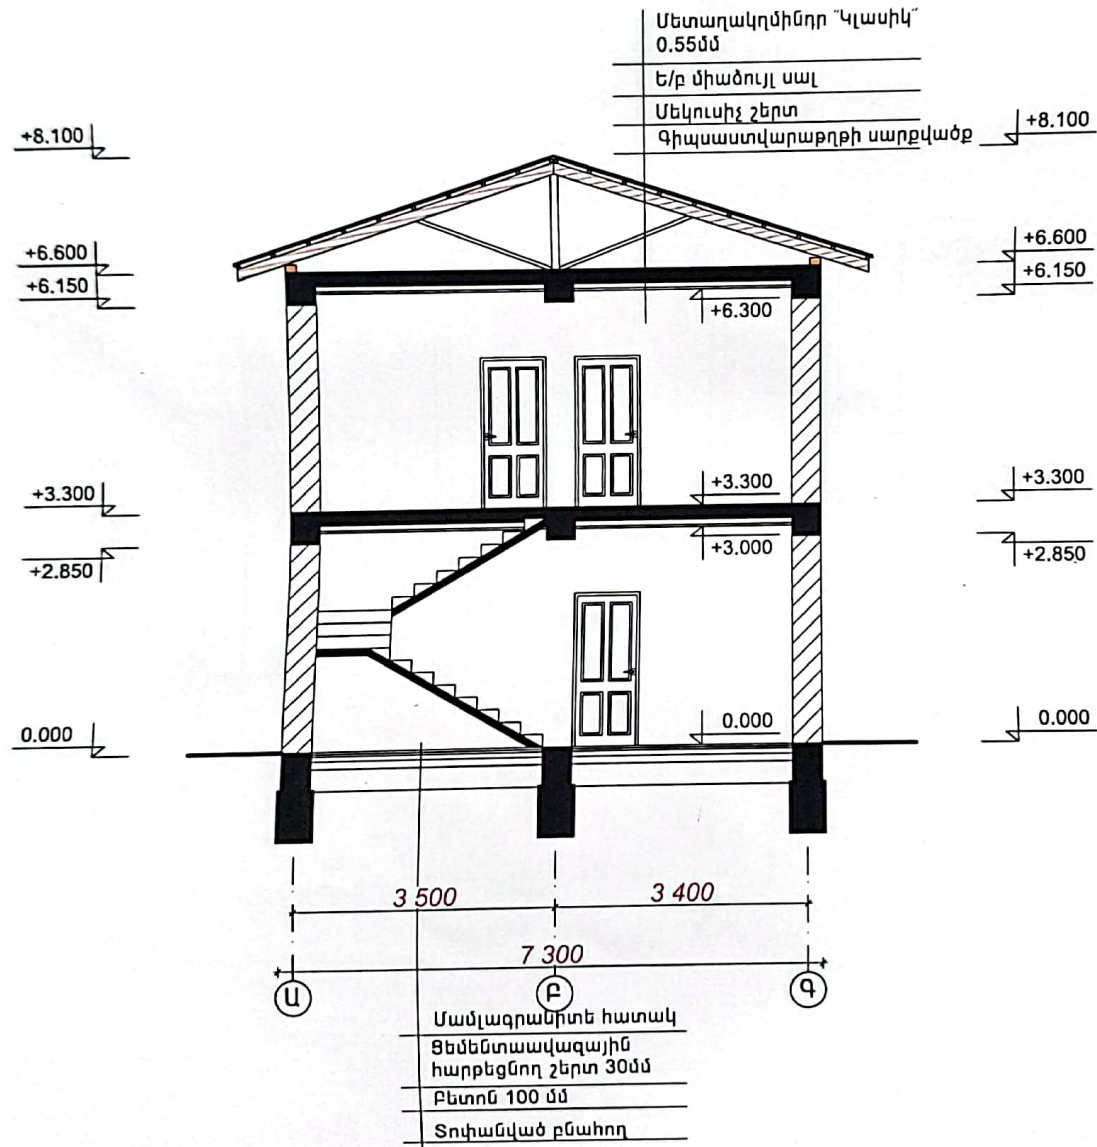 Մետաղակղմինդր "Կլասիկ"
0.55մմ
Ե/բ միաձույլ սալ
Մեկուսիչ շերտ
Գիպսաստվարաթղթի սարքվածք
+8.100
+8.100
+6.600
+6.600
+6.150
+6.150
+6.300
+3.300
+3.300
+3.300
+3.000
+2.850
+2.850
0.000
0.000
0.000
3 500
3 400
7 300
Ա
Բ
Գ
Մամլագրանիտե հատակ
Ցեմենտաավազային
հարթեցնող շերտ 30մմ
Բետոն 100 մմ
Տոփանված բնահող